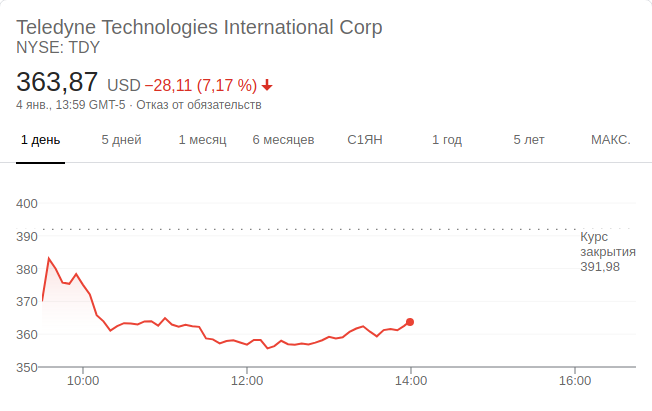 Teledyne Technologies International Corp
NYSE: TDY
363,87 USD −28,11 (7,17 %)
4 янв., 13:59 GMT-5 · Отказ от обязательств
1 день 5 дней 1 месяц 6 месяцев С1ЯН 1 год 5 лет МАКС.
400
390
380
370
360
350
Курс
закрытия
391,98
10:00 12:00 14:00 16:00